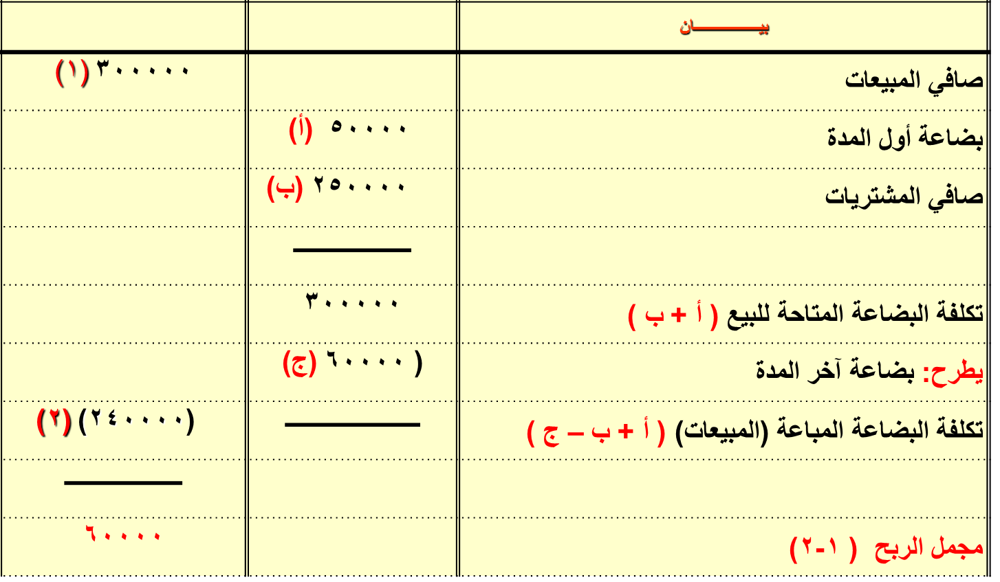 بيـــــــــــان
صافي المبيعات ٣٠٠٠٠٠ (١)
بضاعة أول المدة ٥٠٠٠٠ (أ)
صافي المشتريات ٢٥٠٠٠٠ (ب)
تكلفة البضاعة المتاحة للبيع ( أ + ب ) ٣٠٠٠٠٠
يطرح: بضاعة آخر المدة ( ٦٠٠٠٠ (ج)
تكلفة البضاعة المباعة (المبيعات) ( أ + ب – ج ) (٢٤٠٠٠٠) (٢)
مجمل الربح ( ١-٢) ٦٠٠٠٠